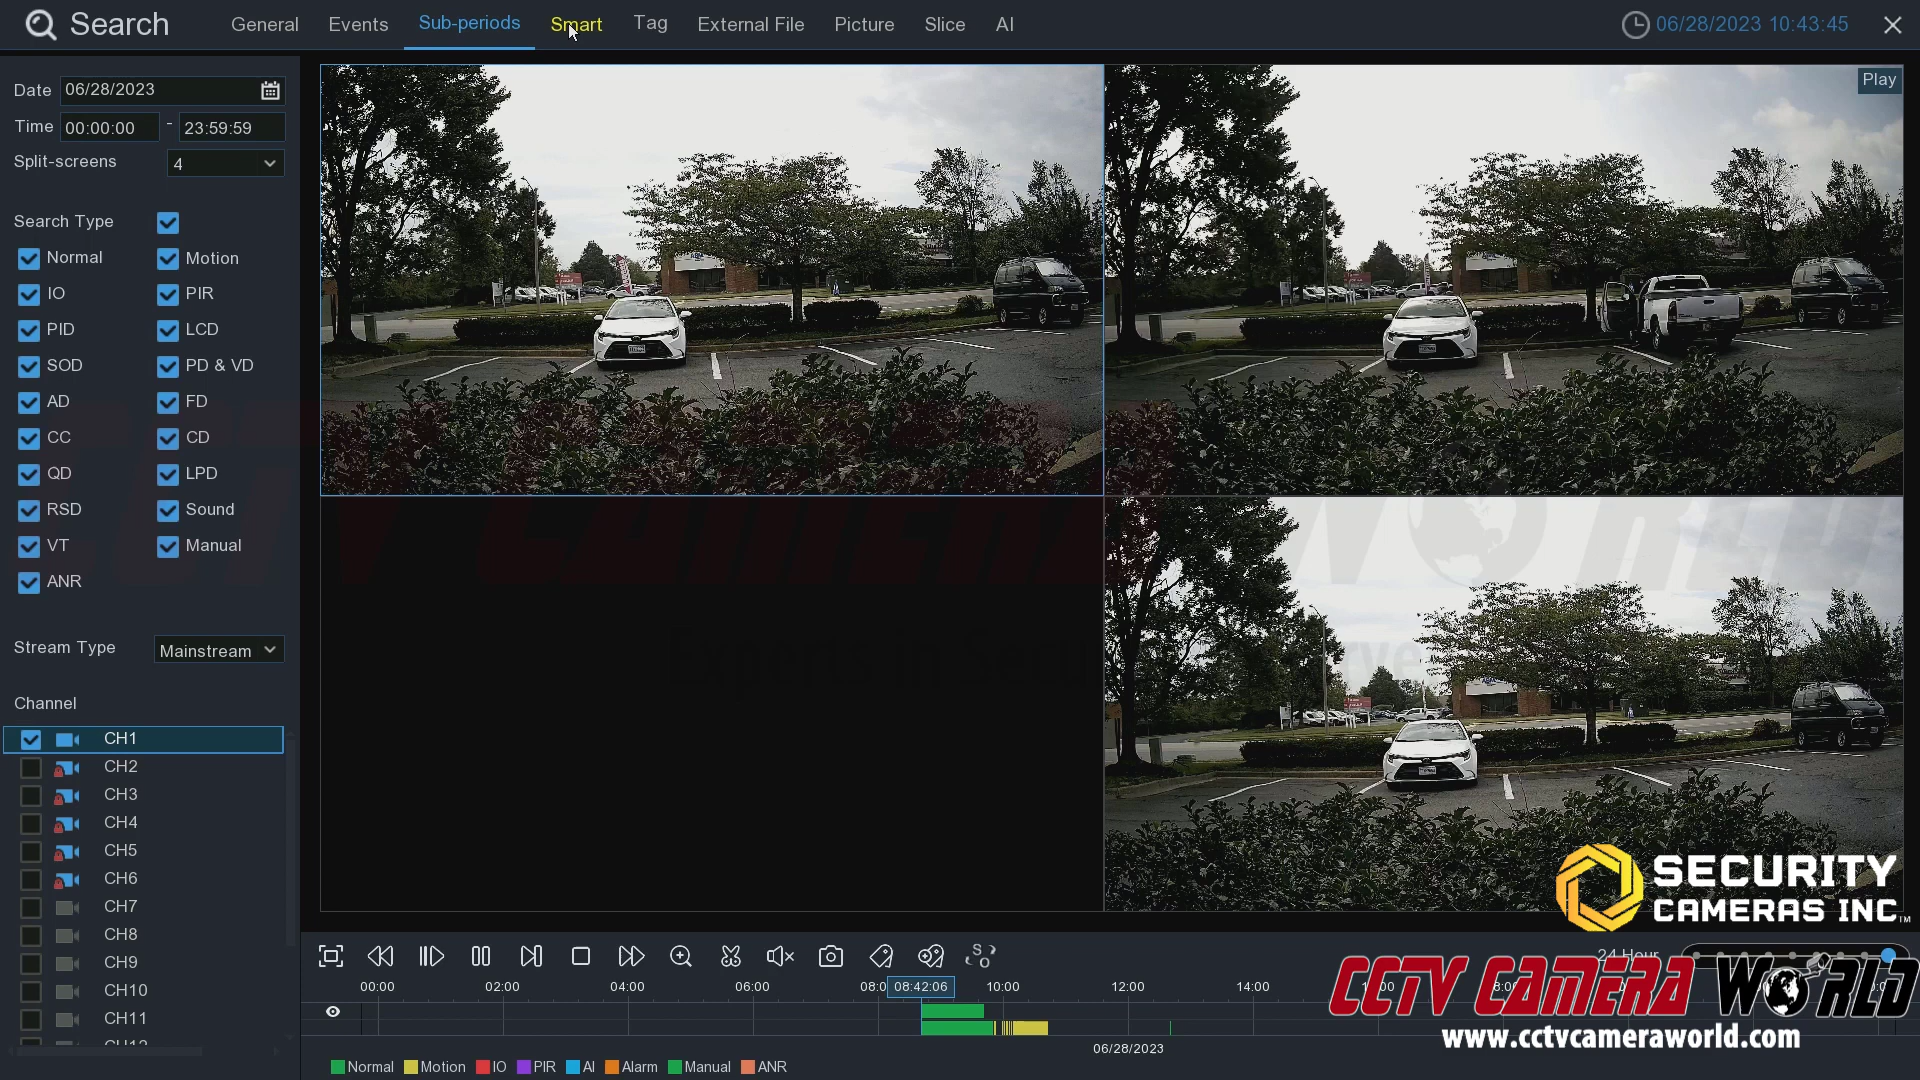 Search
General
Events
Sub-periods
Smart
Tag
External File
Picture
Slice
AI
06/28/2023 10:43:45
Date
06/28/2023
Time
00:00:00
-
23:59:59
Split-screens
4
Search Type
Normal
Motion
IO
PIR
PID
LCD
SOD
PD & VD
AD
FD
CC
CD
QD
LPD
RSD
Sound
VT
Manual
ANR
Stream Type
Mainstream
Channel
CH1
CH2
CH3
CH4
CH5
CH6
CH7
CH8
CH9
CH10
CH11
CH12
Play
SECURITY
CAMERAS INC™
24 Hour
CCTV CAMERA WORLD
www.cctvcameraworld.com
00:00
02:00
04:00
06:00
08:0
08:42:06
10:00
12:00
14:00
06/28/2023
Normal
Motion
IO
PIR
AI
Alarm
Manual
ANR